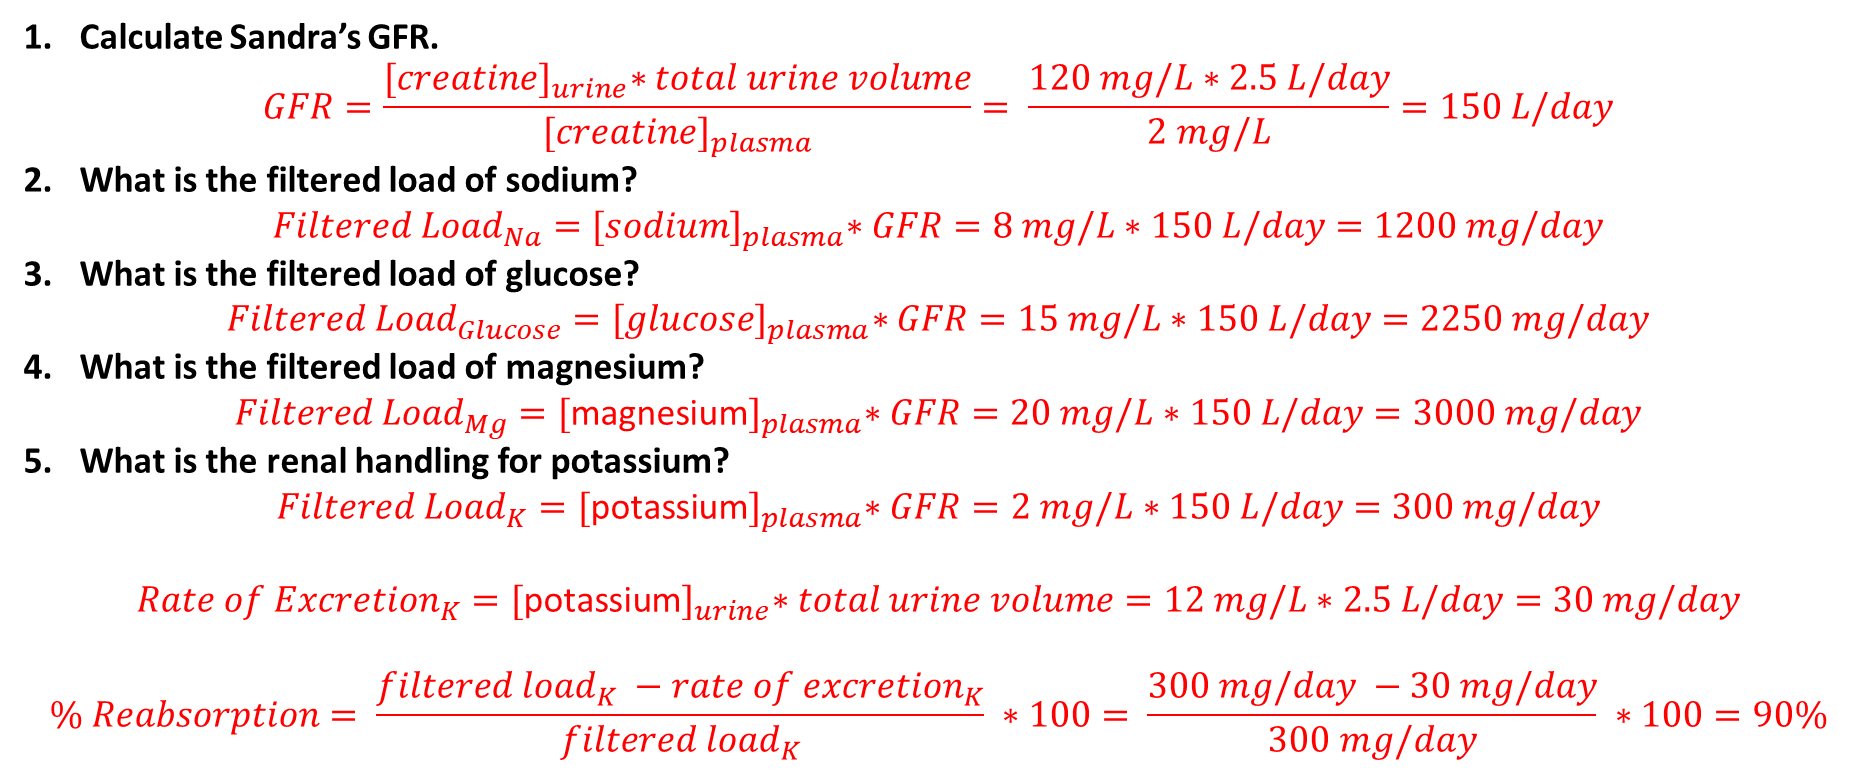 1. Calculate Sandra's GFR.
GFR = [creatine]urine * total urine volume / [creatine]plasma = 120 mg/L * 2.5 L/day / 2 mg/L = 150 L/day
2. What is the filtered load of sodium?
Filtered LoadNa = [sodium]plasma * GFR = 8 mg/L * 150 L/day = 1200 mg/day
3. What is the filtered load of glucose?
Filtered LoadGlucose = [glucose]plasma * GFR = 15 mg/L * 150 L/day = 2250 mg/day
4. What is the filtered load of magnesium?
Filtered LoadMg = [magnesium]plasma * GFR = 20 mg/L * 150 L/day = 3000 mg/day
5. What is the renal handling for potassium?
Filtered LoadK = [potassium]plasma * GFR = 2 mg/L * 150 L/day = 300 mg/day
Rate of ExcretionK = [potassium]urine * total urine volume = 12 mg/L * 2.5 L/day = 30 mg/day
% Reabsorption = filtered loadK − rate of excretionK / filtered loadK * 100 = 300 mg/day − 30 mg/day / 300 mg/day * 100 = 90%